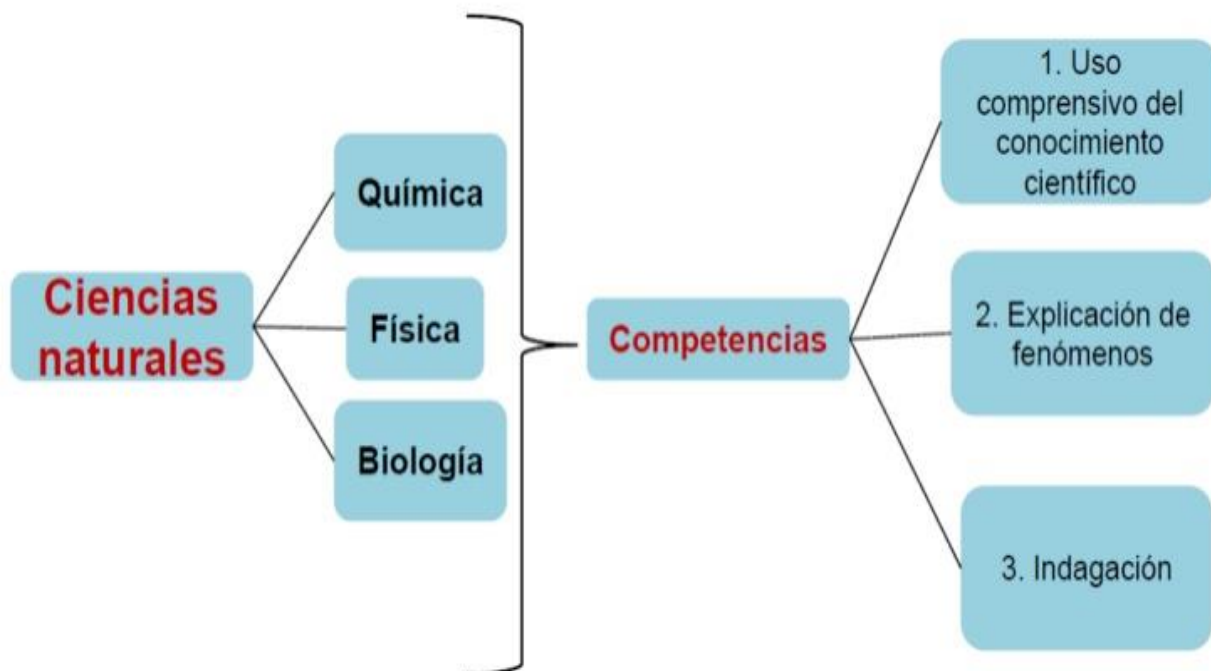 Ciencias
naturales
Química
Física
Biología
Competencias
1. Uso
comprensivo del
conocimiento
científico
2. Explicación de
fenómenos
3. Indagación